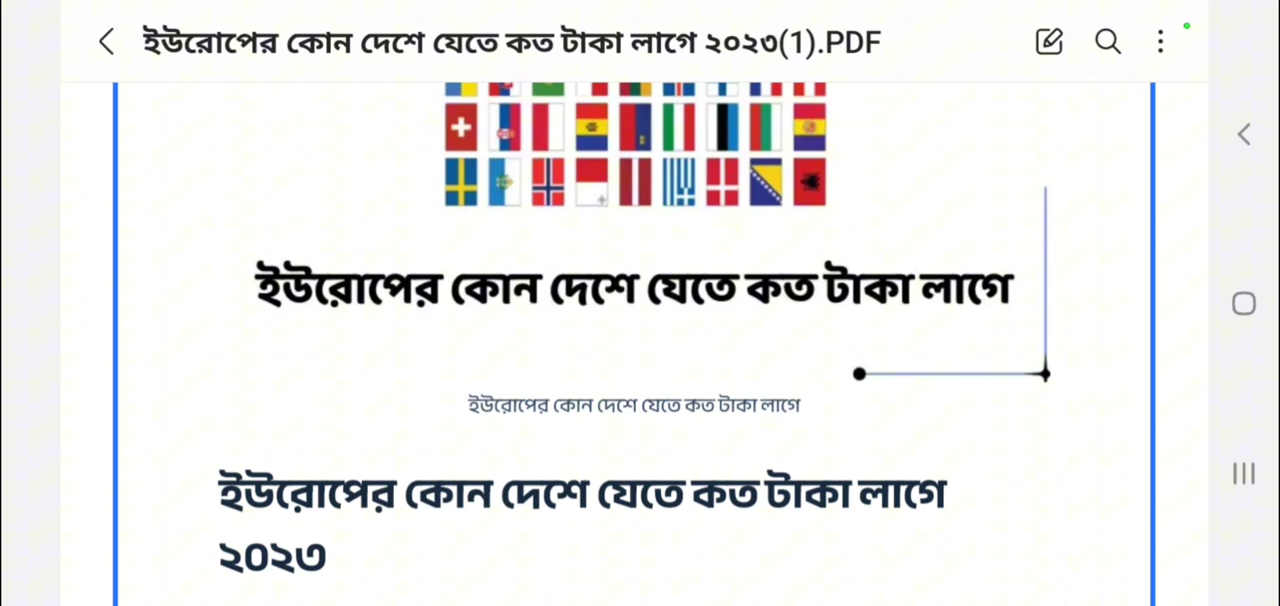 ইউরোপের কোন দেশে যেতে কত টাকা লাগে ২০২৩(1).PDF
ইউরোপের কোন দেশে যেতে কত টাকা লাগে
ইউরোপের কোন দেশে যেতে কত টাকা লাগে
ইউরোপের কোন দেশে যেতে কত টাকা লাগে
২০২৩